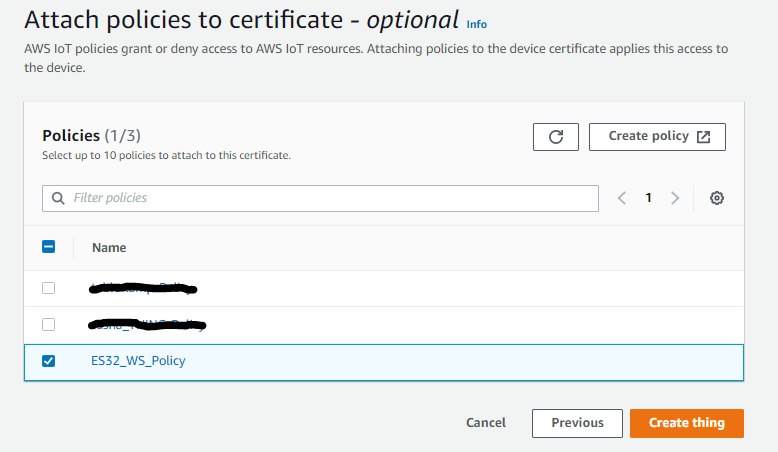 Attach policies to certificate - optional Info
AWS IoT policies grant or deny access to AWS IoT resources. Attaching policies to the device certificate applies this access to
the device.
Policies (1/3)
Create policy
Select up to 10 policies to attach to this certificate.
Filter policies
1
Name
ES32_WS_Policy
Cancel
Previous
Create thing